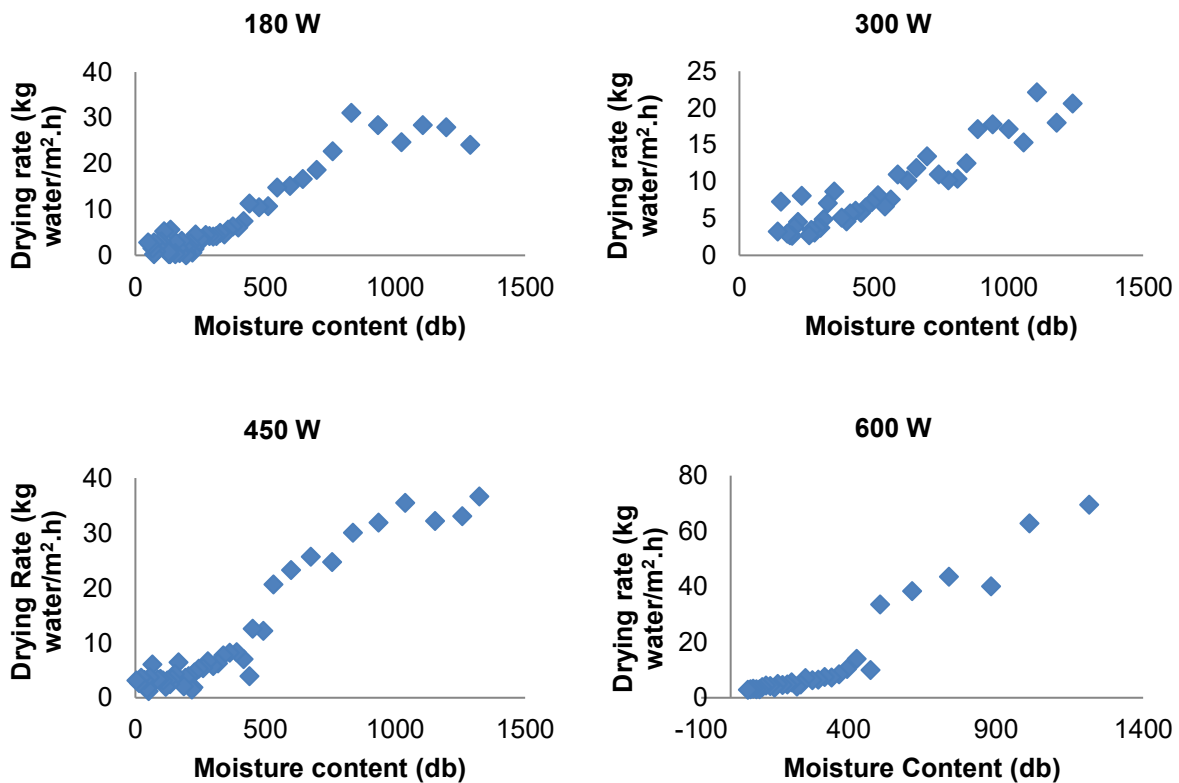 180 W
Drying rate (kg
water/m².h)
40
30
20
10
0
0 500 1000 1500
Moisture content (db)
300 W
Drying rate (kg
water/m².h)
25
20
15
10
5
0
0 500 1000 1500
Moisture content (db)
450 W
Drying Rate (kg
water/m².h)
40
30
20
10
0
0 500 1000 1500
Moisture content (db)
600 W
Drying rate (kg
water/m².h)
80
60
40
20
0
-100 400 900 1400
Moisture Content (db)